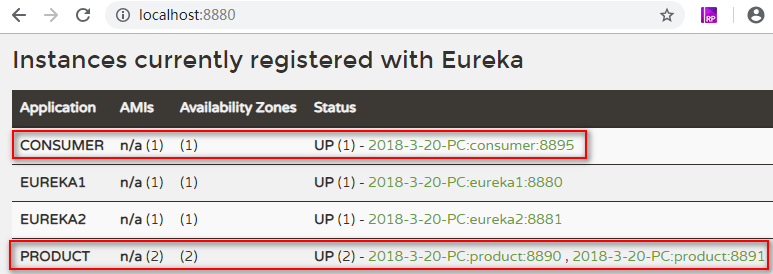 localhost:8880
RP
Instances currently registered with Eureka
Application AMIs Availability Zones Status
CONSUMER n/a (1) (1) UP (1) - 2018-3-20-PC:consumer:8895
EUREKA1 n/a (1) (1) UP (1) - 2018-3-20-PC:eureka1:8880
EUREKA2 n/a (1) (1) UP (1) - 2018-3-20-PC:eureka2:8881
PRODUCT n/a (2) (2) UP (2) - 2018-3-20-PC:product:8890 , 2018-3-20-PC:product:8891